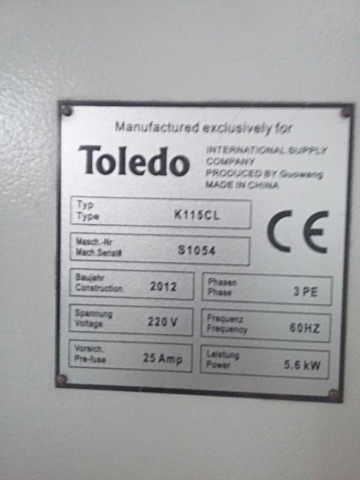 Manufactured exclusively for
Toledo
INTERNATIONAL SUPPLY
COMPANY
PRODUCED BY Guowang
MADE IN CHINA
Typ
Type
K115CL
Masch.-Nr
Mach.Serial#
S1054
CE
Baujahr
Construction
2012
Phasen
Phase
3 PE
Spannung
Voltage
220 V
Frequenz
Frequency
60HZ
Vorsich.
Pre-fuse
25 Amp
Leistung
Power
5.6 kW